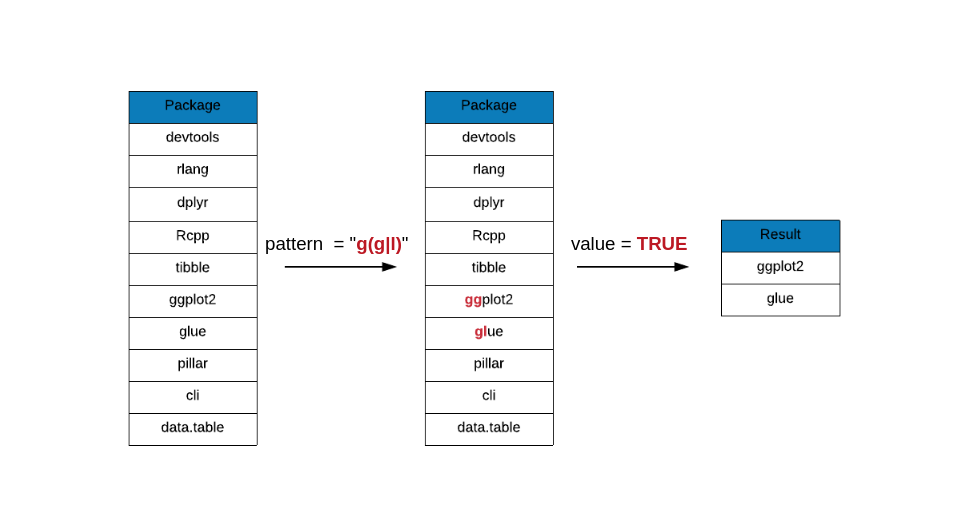 Package
devtools
rlang
dplyr
Rcpp
tibble
ggplot2
glue
pillar
cli
data.table
pattern = "g(g|l)"
Package
devtools
rlang
dplyr
Rcpp
tibble
ggplot2
glue
pillar
cli
data.table
value = TRUE
Result
ggplot2
glue